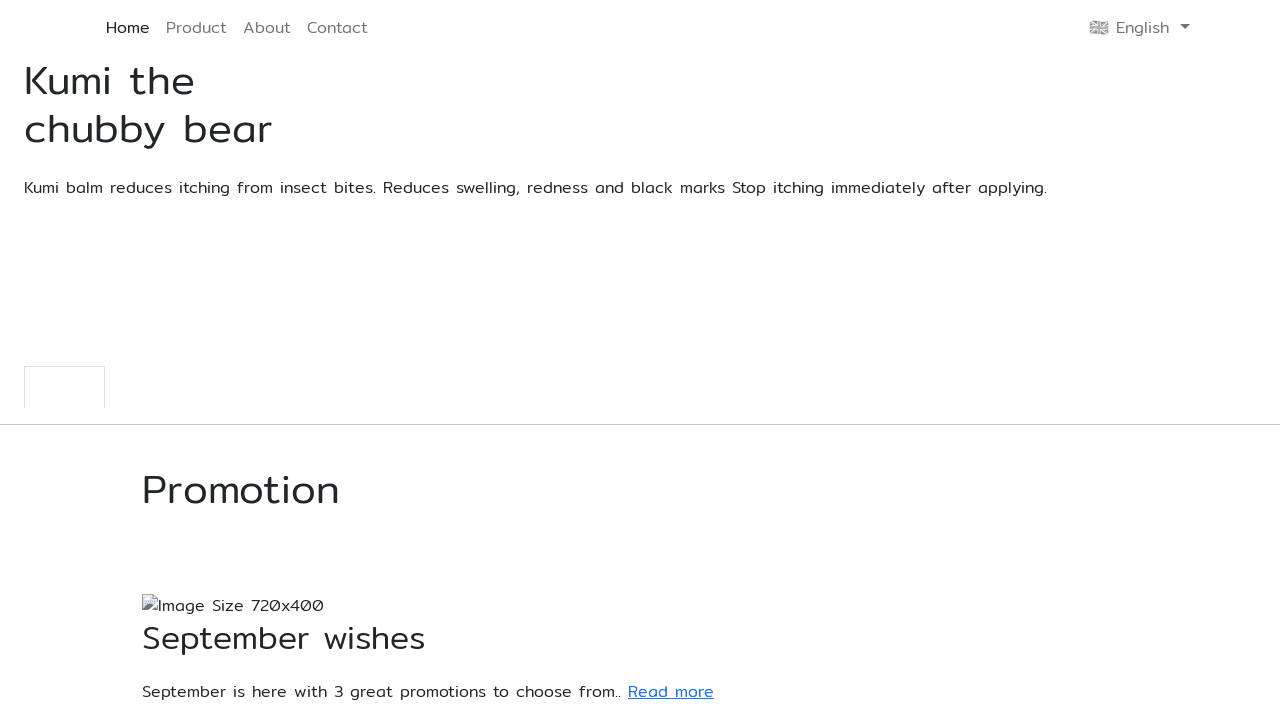 Home Product About Contact 🇬🇧 English
Kumi the
chubby bear
Kumi balm reduces itching from insect bites. Reduces swelling, redness and black marks Stop itching immediately after applying.
Promotion
Image Size 720x400
September wishes
September is here with 3 great promotions to choose from.. Read more